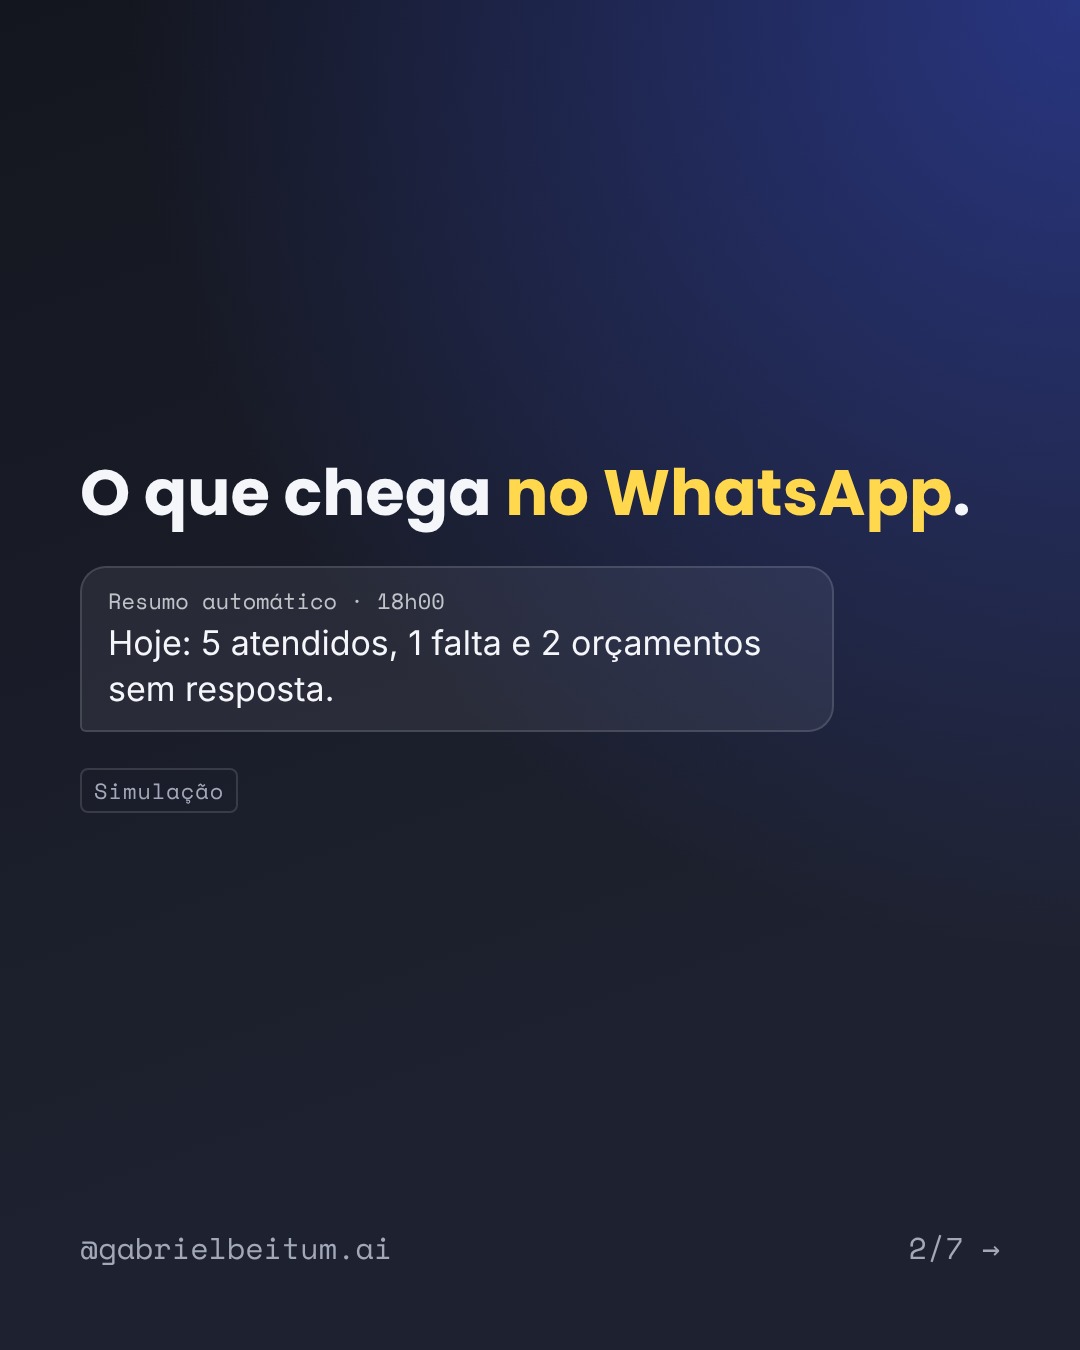 O que chega no WhatsApp.
Resumo automático · 18h00
Hoje: 5 atendidos, 1 falta e 2 orçamentos
sem resposta.
Simulação
@gabrielbeitum.ai
2/7 →